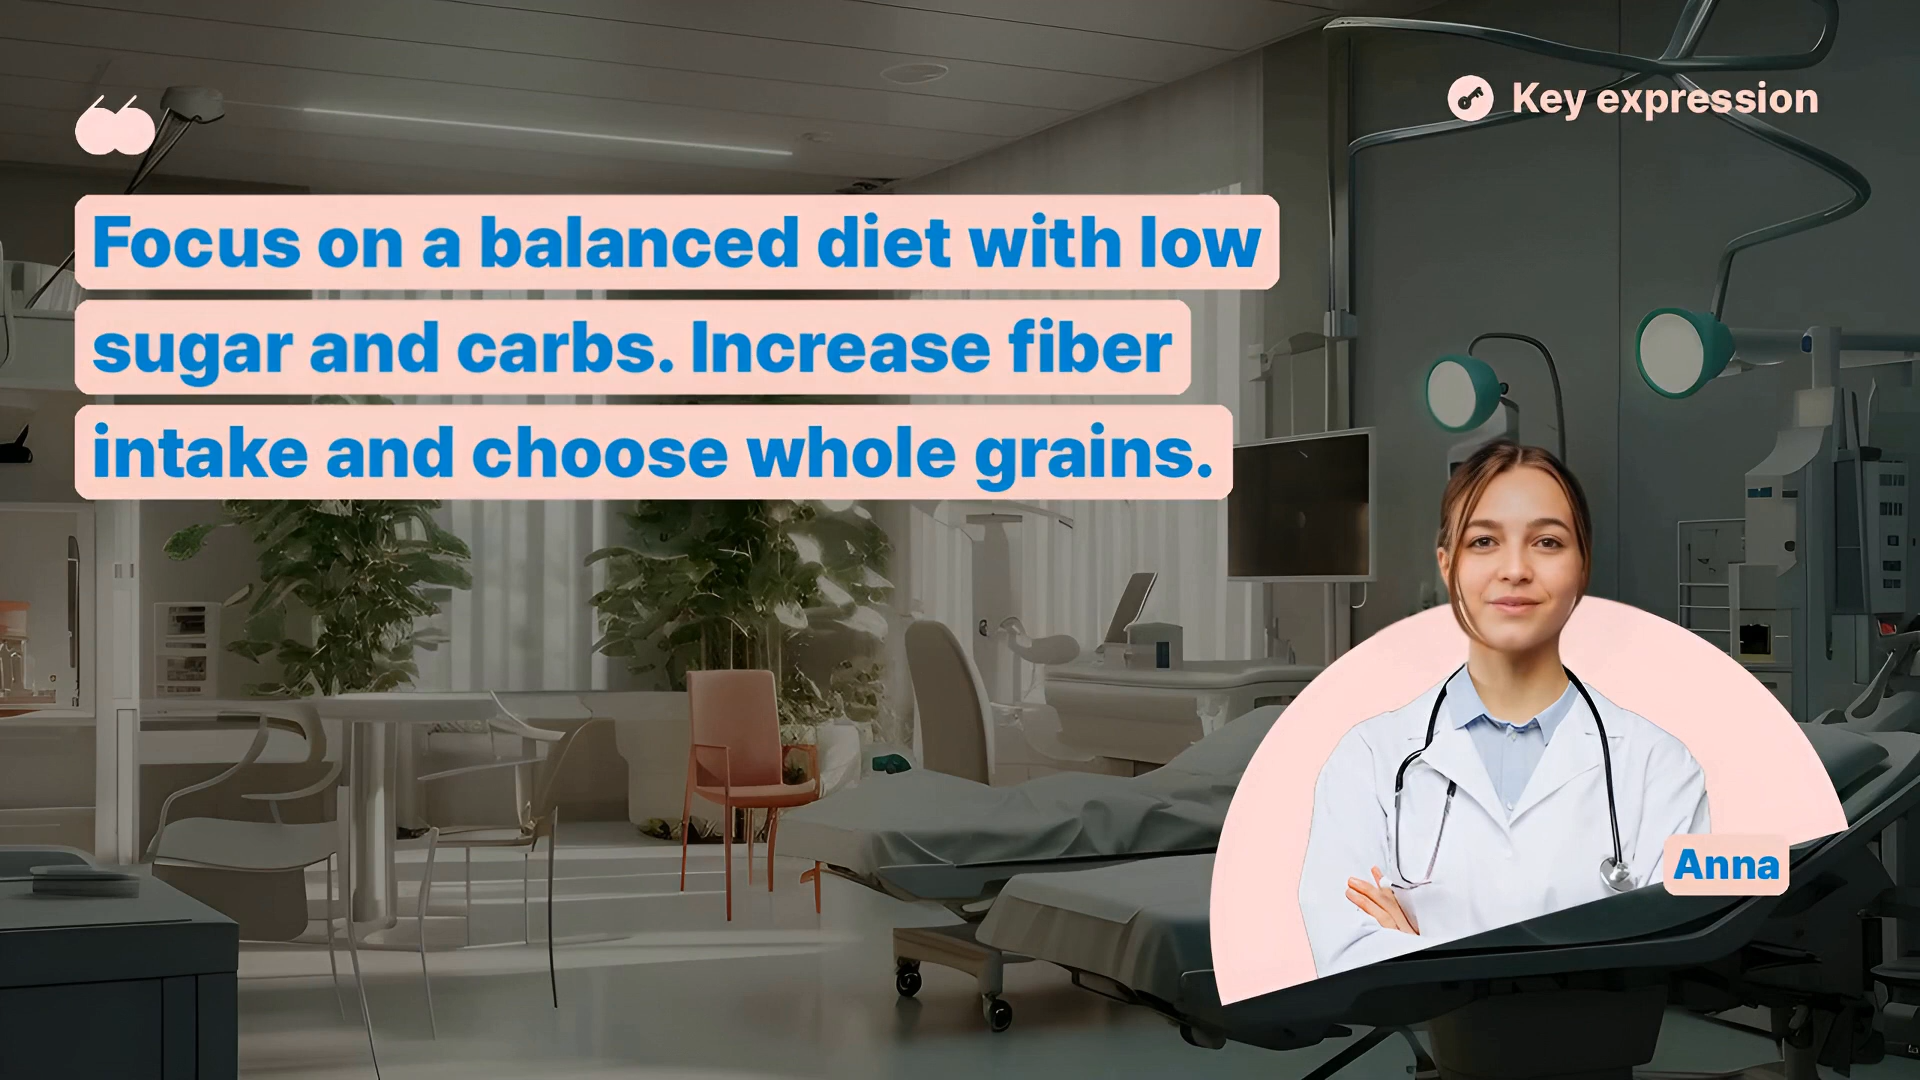 Key expression
Focus on a balanced diet with low
sugar and carbs. Increase fiber
intake and choose whole grains.
Anna